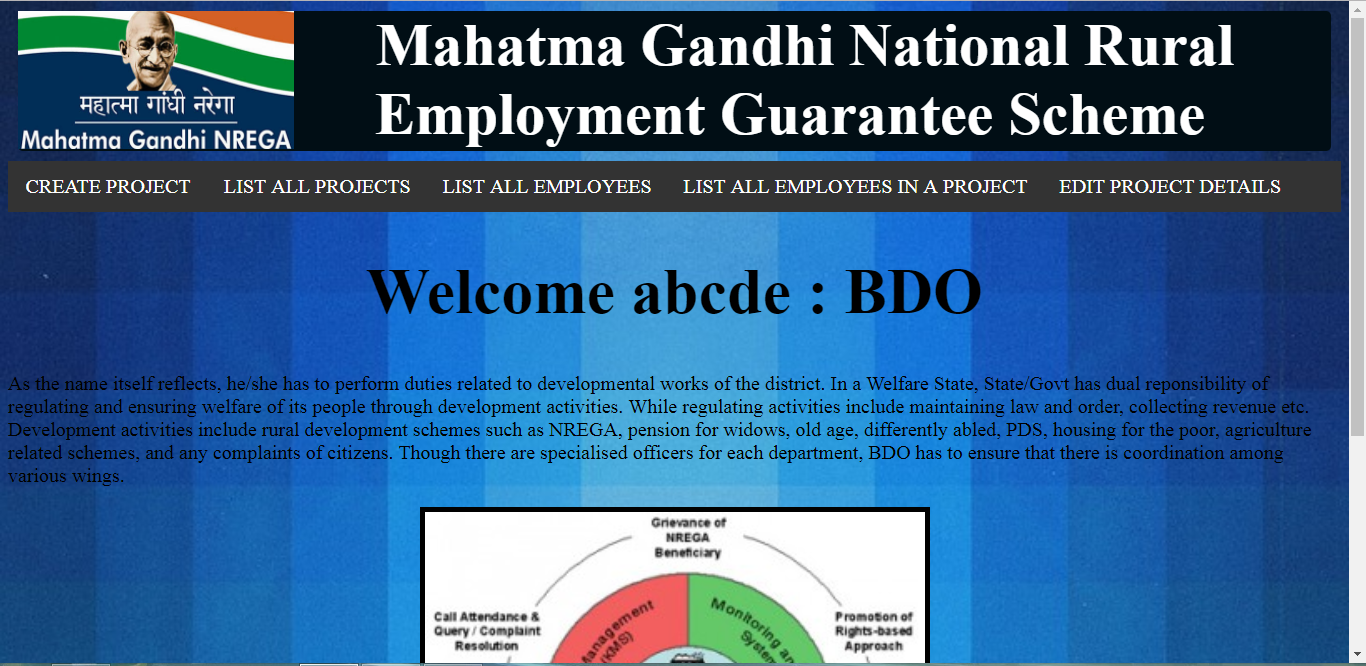 महात्मा गांधी नरेगा
Mahatma Gandhi NREGA
Mahatma Gandhi National Rural
Employment Guarantee Scheme
CREATE PROJECT LIST ALL PROJECTS LIST ALL EMPLOYEES LIST ALL EMPLOYEES IN A PROJECT EDIT PROJECT DETAILS
Welcome abcde : BDO
As the name itself reflects, he/she has to perform duties related to developmental works of the district. In a Welfare State, State/Govt has dual reponsibility of
regulating and ensuring welfare of its people through development activities. While regulating activities include maintaining law and order, collecting revenue etc.
Development activities include rural development schemes such as NREGA, pension for widows, old age, differently abled, PDS, housing for the poor, agriculture
related schemes, and any complaints of citizens. Though there are specialised officers for each department, BDO has to ensure that there is coordination among
various wings.
Grievance of
NREGA
Beneficiary
Call Attendance &
Query / Complaint
Resolution
(KMS)
Monitoring
Promotion of
Rights-based
Approach